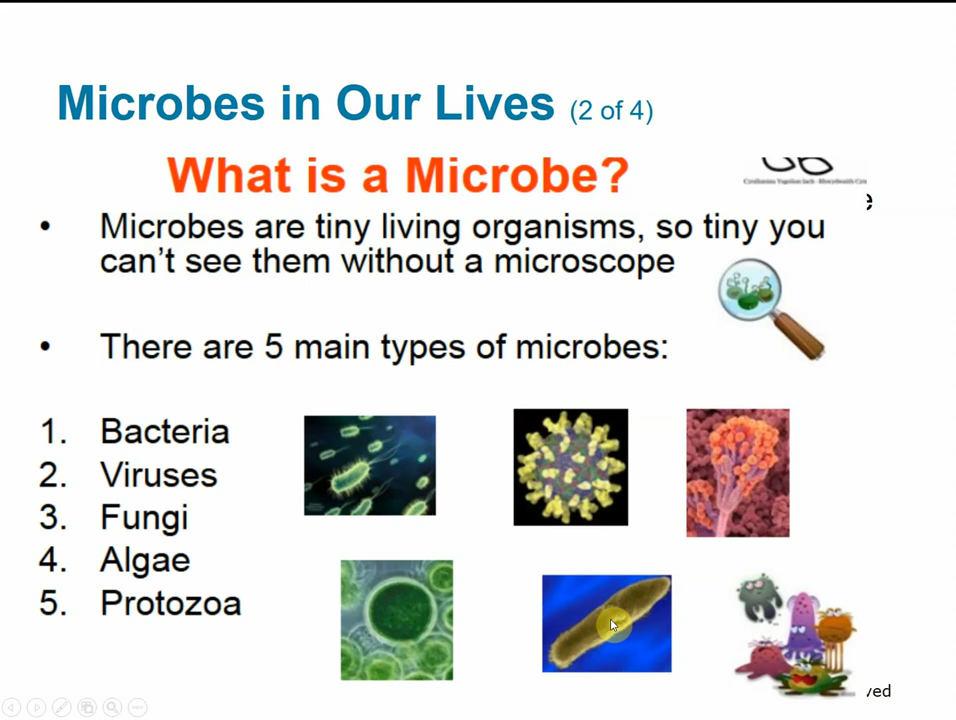 Microbes in Our Lives (2 of 4)
What is a Microbe?
e
• Microbes are tiny living organisms, so tiny you
can't see them without a microscope
• There are 5 main types of microbes:
1. Bacteria
2. Viruses
3. Fungi
4. Algae
5. Protozoa
ved